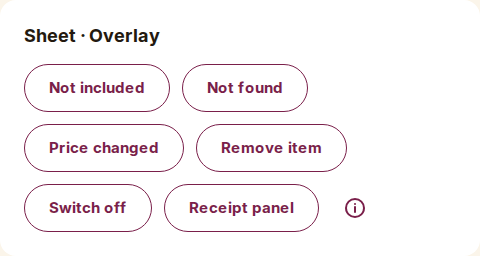 Sheet · Overlay
Not included Not found
Price changed Remove item
Switch off Receipt panel